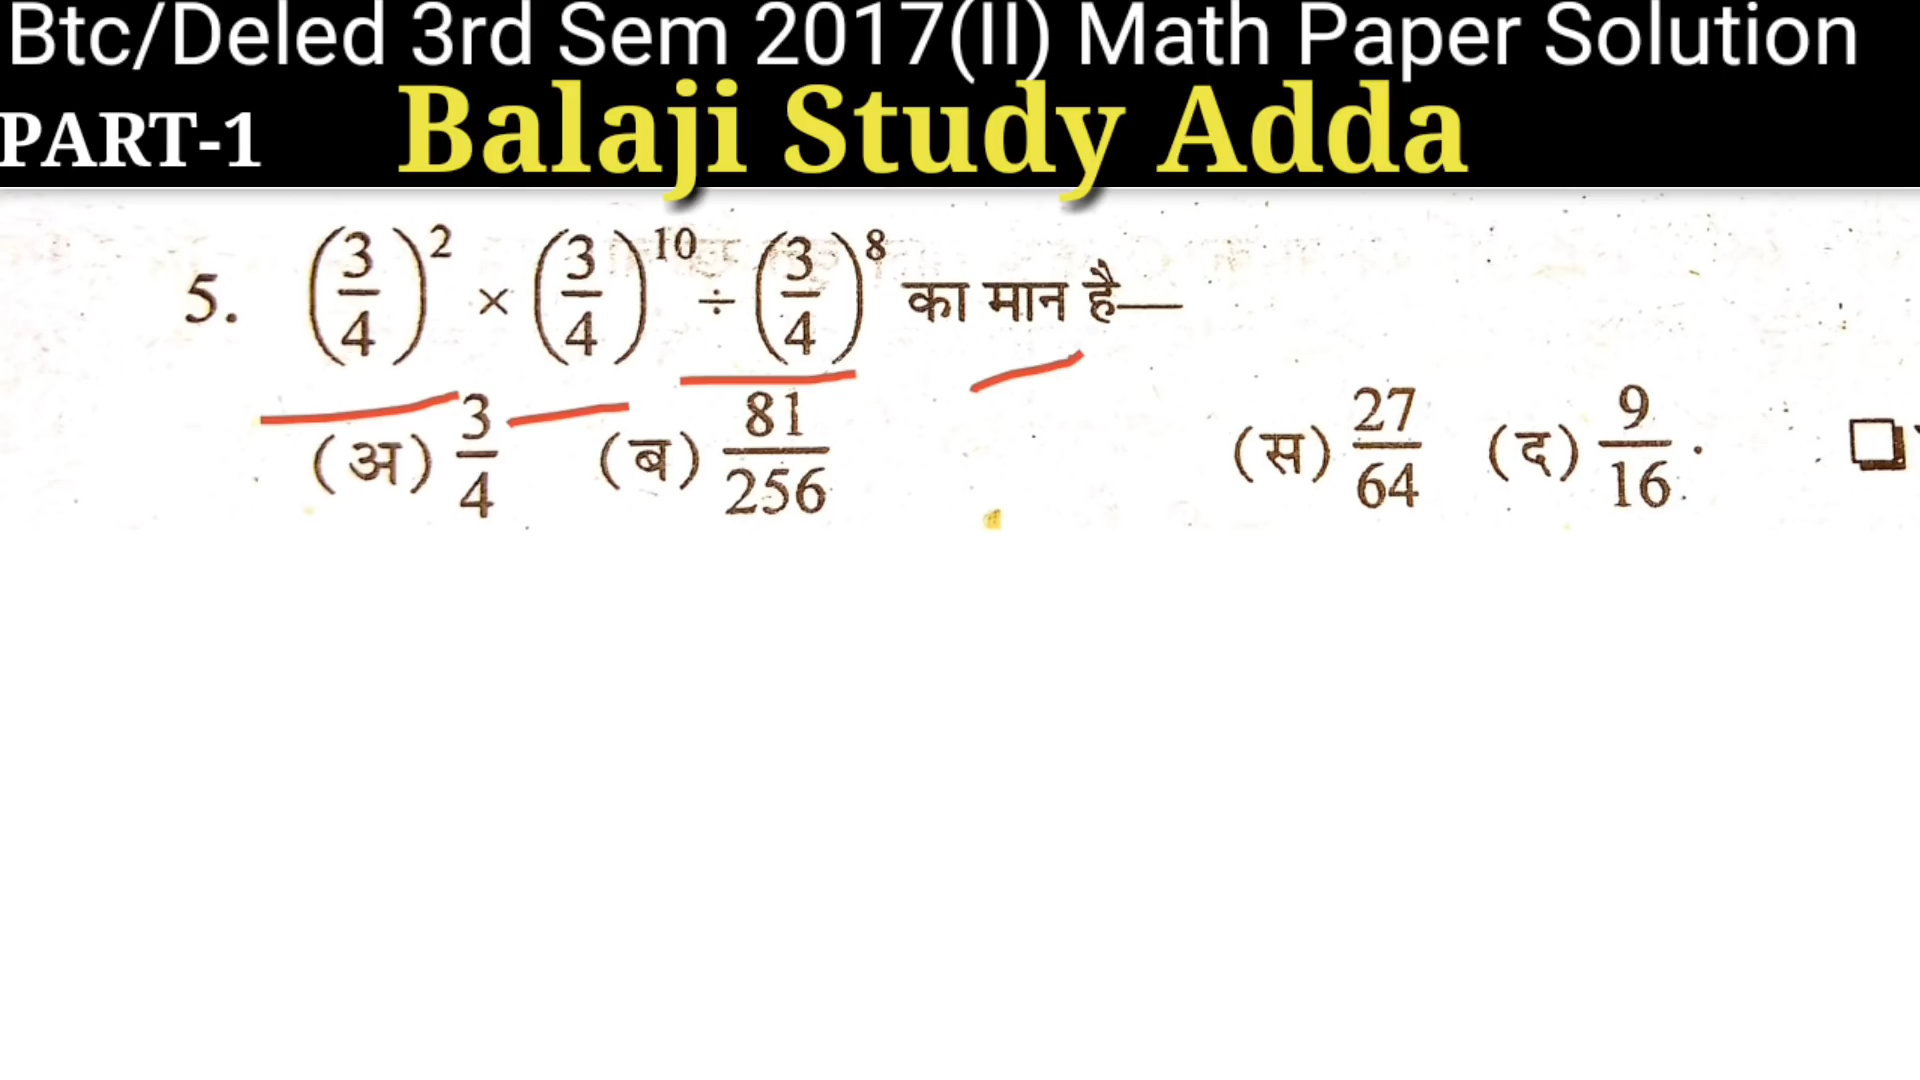 Btc/Deled 3rd Sem 2017(II) Math Paper Solution
PART-1 Balaji Study Adda
5. (3/4)^2 × (3/4)^10 ÷ (3/4)^8 का मान है—
(अ) 3/4 (ब) 81/256 (स) 27/64 (द) 9/16.